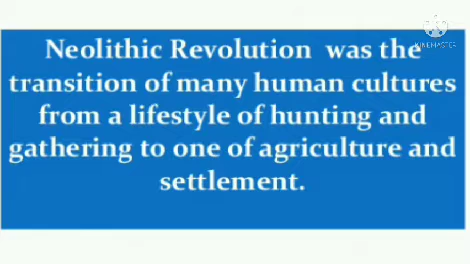 Neolithic Revolution was the
transition of many human cultures
from a lifestyle of hunting and
gathering to one of agriculture and
settlement.
KINEMASTER